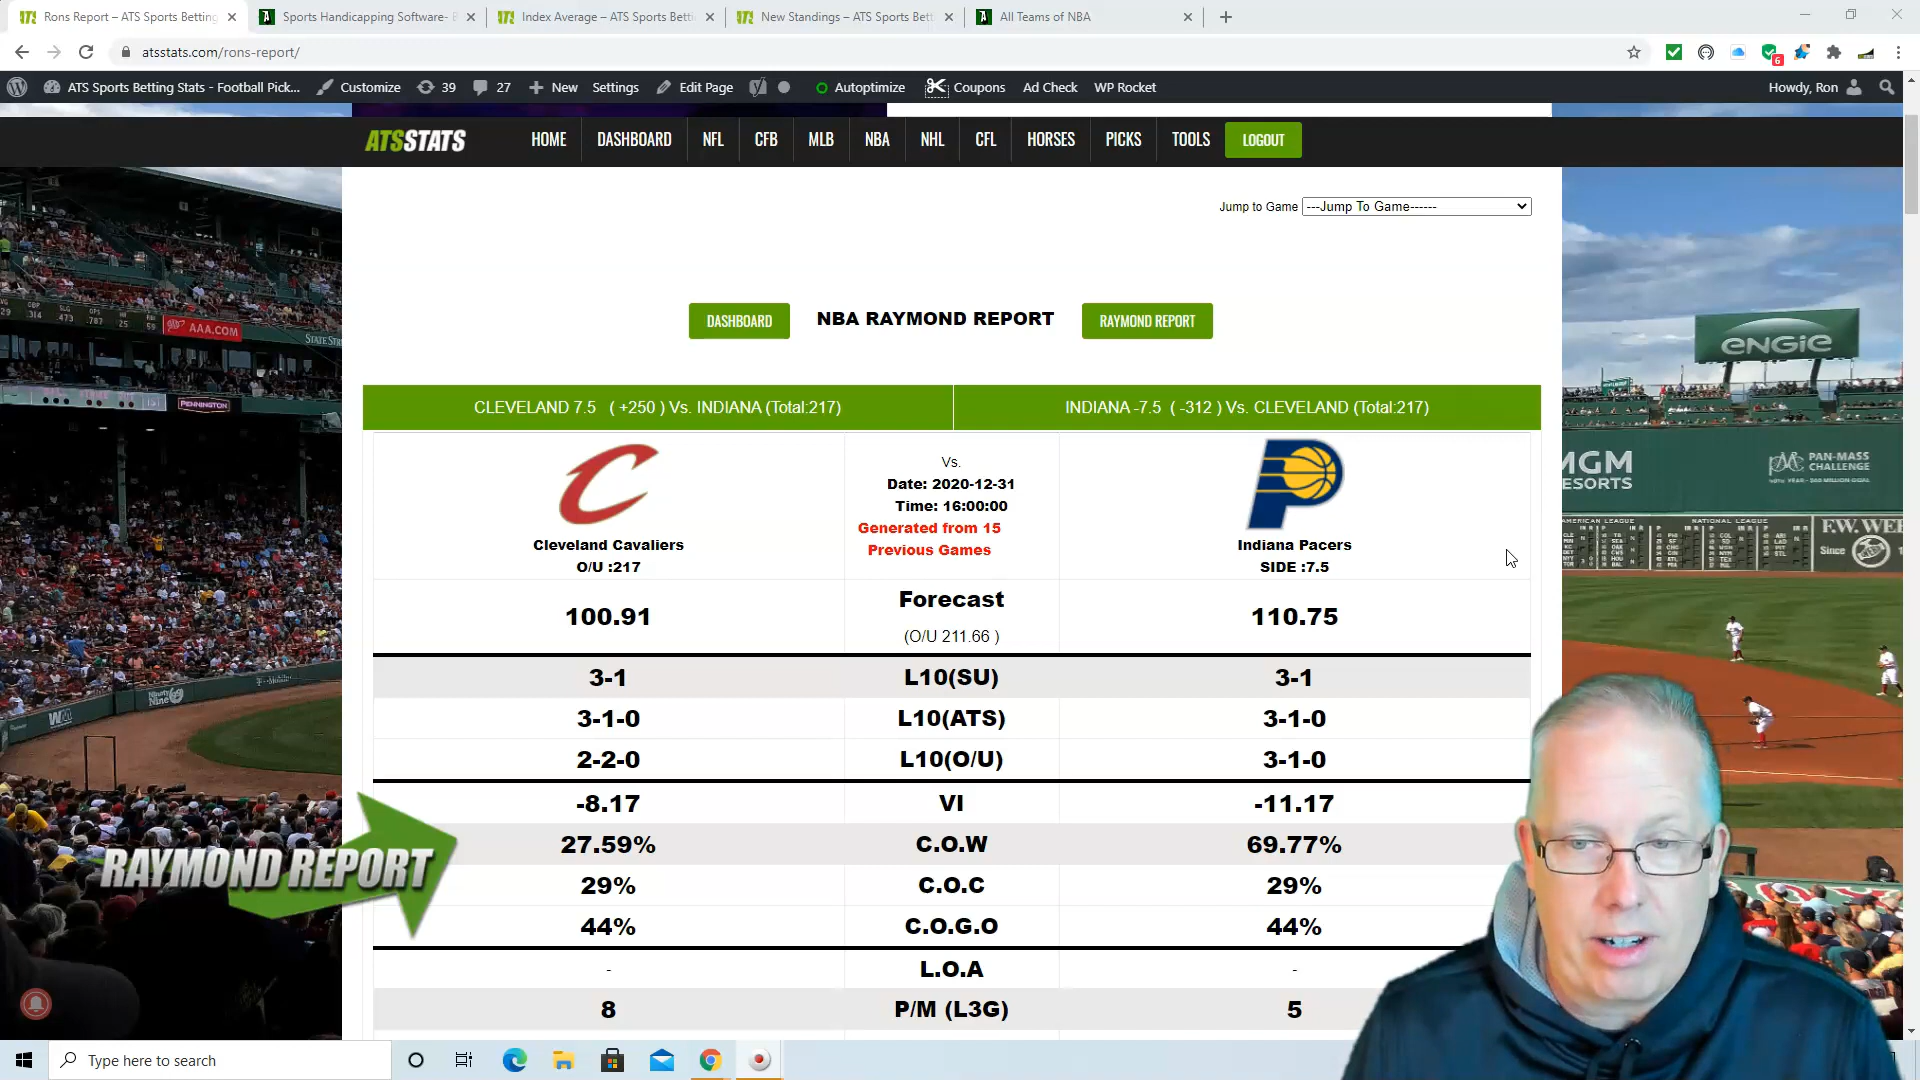 Rons Report – ATS Sports Betting
Sports Handicapping Software-
Index Average – ATS Sports Betti
New Standings – ATS Sports Bett
All Teams of NBA
atsstats.com/rons-report/
6
ATS Sports Betting Stats - Football Pick...
Customize
39
27
New
Settings
Edit Page
Autoptimize
Coupons
Ad Check
WP Rocket
Howdy, Ron
ATSSTATS
HOME
DASHBOARD
NFL
CFB
MLB
NBA
NHL
CFL
HORSES
PICKS
TOOLS
LOGOUT
Jump to Game
---Jump To Game------
DASHBOARD
NBA RAYMOND REPORT
RAYMOND REPORT
CLEVELAND 7.5 ( +250 ) Vs. INDIANA (Total:217)
INDIANA -7.5 ( -312 ) Vs. CLEVELAND (Total:217)
C
Vs.
Date: 2020-12-31
Time: 16:00:00
Generated from 15
Previous Games
Cleveland Cavaliers
O/U :217
Indiana Pacers
SIDE :7.5
100.91
Forecast
(O/U 211.66 )
110.75
3-1
L10(SU)
3-1
3-1-0
L10(ATS)
3-1-0
2-2-0
L10(O/U)
3-1-0
-8.17
VI
-11.17
27.59%
C.O.W
69.77%
29%
C.O.C
29%
44%
C.O.G.O
44%
-
L.O.A
-
8
P/M (L3G)
5
RAYMOND REPORT
AAA.COM
PENNINGTON
ENGIE
MGM
ESORTS
PAN-MASS
CHALLENGE
F.W. WE
Since
Type here to search